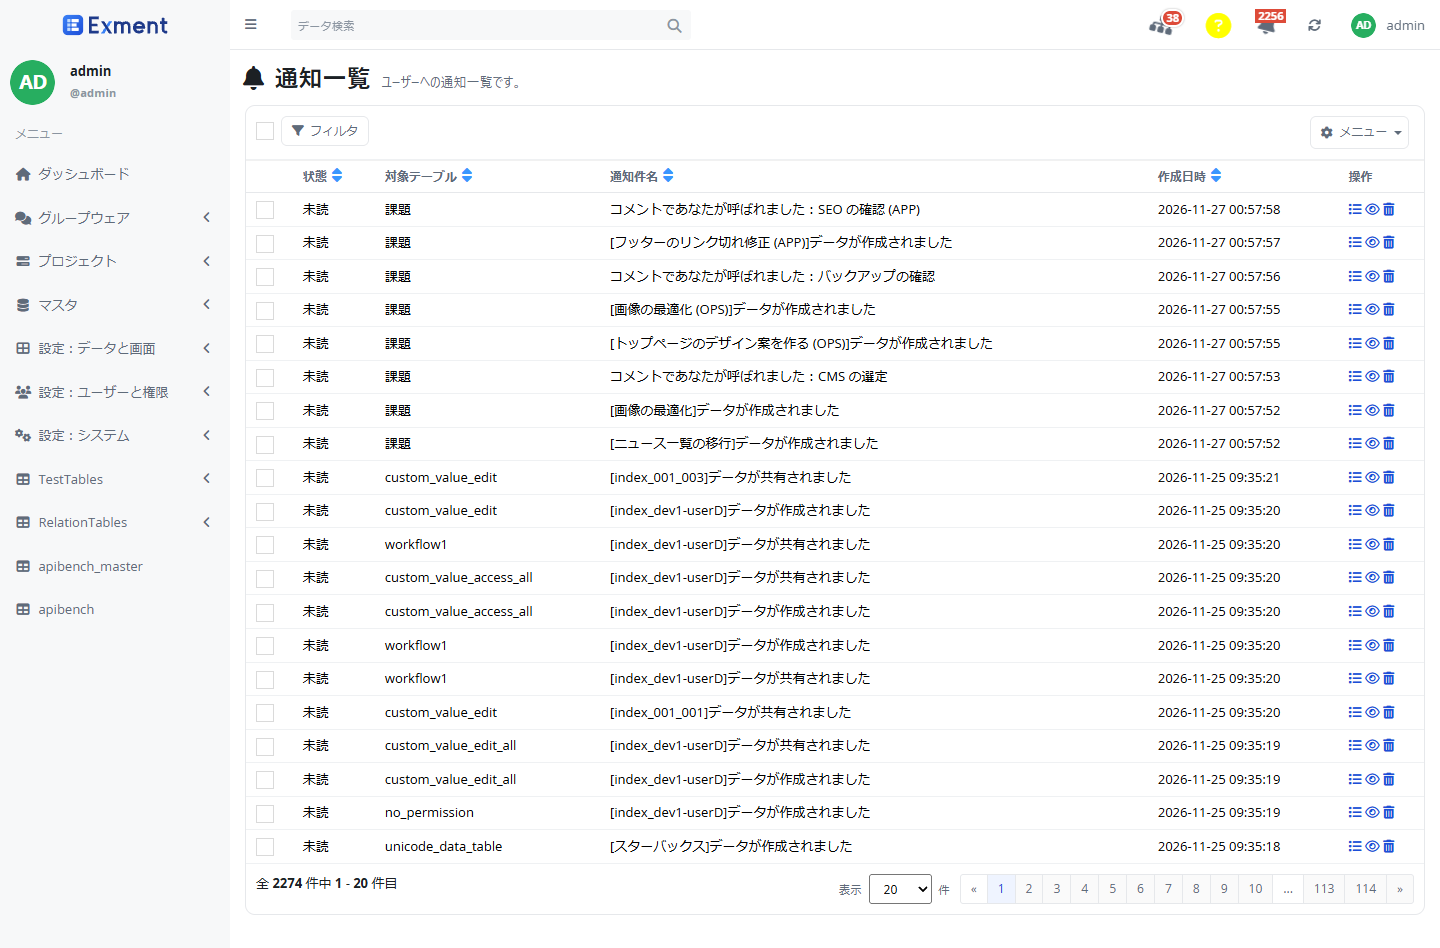 Exment
データ検索
38
?
2256
AD
admin
AD
admin
@admin
メニュー
ダッシュボード
グループウェア
プロジェクト
マスタ
設定：データと画面
設定：ユーザーと権限
設定：システム
TestTables
RelationTables
apibench_master
apibench
通知一覧 ユーザーへの通知一覧です。
フィルタ
メニュー
状態 対象テーブル 通知件名 作成日時 操作
未読 課題 コメントであなたが呼ばれました：SEO の確認 (APP) 2026-11-27 00:57:58
未読 課題 [フッターのリンク切れ修正 (APP)]データが作成されました 2026-11-27 00:57:57
未読 課題 コメントであなたが呼ばれました：バックアップの確認 2026-11-27 00:57:56
未読 課題 [画像の最適化 (OPS)]データが作成されました 2026-11-27 00:57:55
未読 課題 [トップページのデザイン案を作る (OPS)]データが作成されました 2026-11-27 00:57:55
未読 課題 コメントであなたが呼ばれました：CMS の選定 2026-11-27 00:57:53
未読 課題 [画像の最適化]データが作成されました 2026-11-27 00:57:52
未読 課題 [ニュース一覧の移行]データが作成されました 2026-11-27 00:57:52
未読 custom_value_edit [index_001_003]データが共有されました 2026-11-25 09:35:21
未読 custom_value_edit [index_dev1-userD]データが作成されました 2026-11-25 09:35:20
未読 workflow1 [index_dev1-userD]データが共有されました 2026-11-25 09:35:20
未読 custom_value_access_all [index_dev1-userD]データが共有されました 2026-11-25 09:35:20
未読 custom_value_access_all [index_dev1-userD]データが作成されました 2026-11-25 09:35:20
未読 workflow1 [index_dev1-userD]データが作成されました 2026-11-25 09:35:20
未読 workflow1 [index_dev1-userD]データが共有されました 2026-11-25 09:35:20
未読 custom_value_edit [index_001_001]データが共有されました 2026-11-25 09:35:20
未読 custom_value_edit_all [index_dev1-userD]データが共有されました 2026-11-25 09:35:19
未読 custom_value_edit_all [index_dev1-userD]データが作成されました 2026-11-25 09:35:19
未読 no_permission [index_dev1-userD]データが作成されました 2026-11-25 09:35:19
未読 unicode_data_table [スターバックス]データが作成されました 2026-11-25 09:35:18
全 2274 件中 1 - 20 件目
表示 20 件 « 1 2 3 4 5 6 7 8 9 10 ... 113 114 »